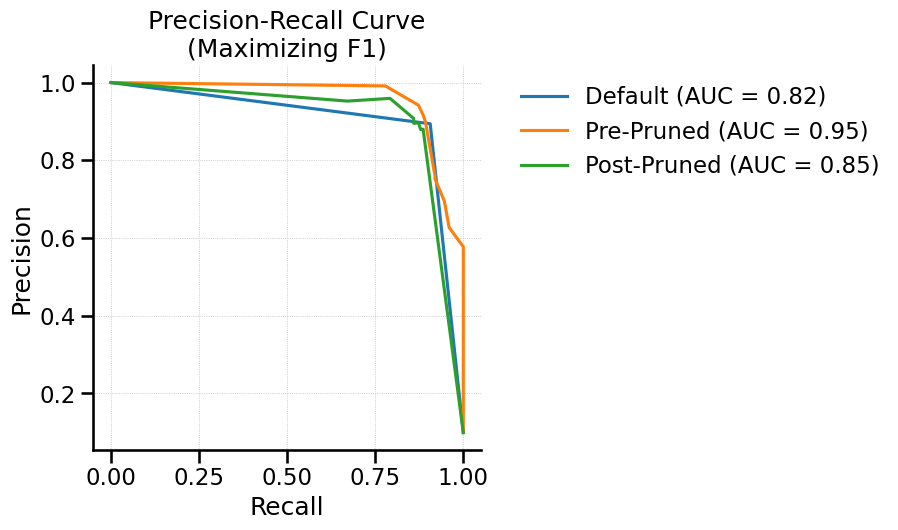 Precision-Recall Curve
(Maximizing F1)
1.0
0.8
0.6
0.4
0.2
Precision
0.00 0.25 0.50 0.75 1.00
Recall
Default (AUC = 0.82)
Pre-Pruned (AUC = 0.95)
Post-Pruned (AUC = 0.85)